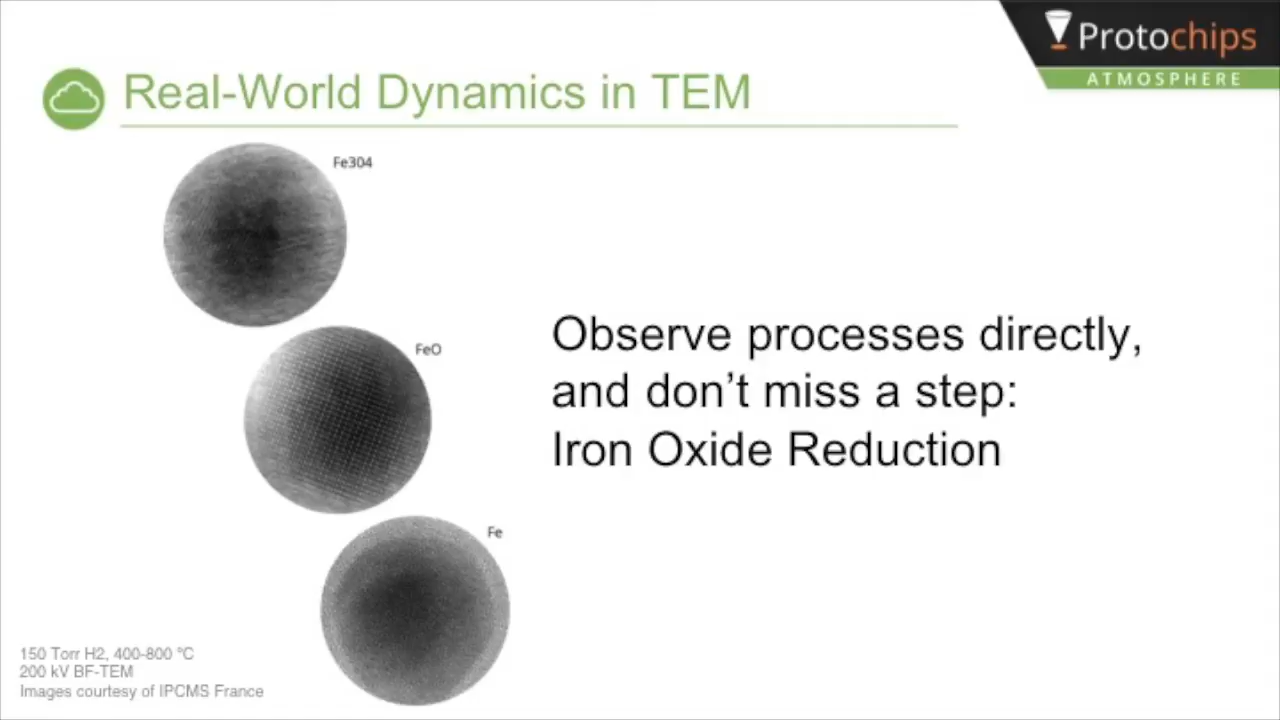 Protochips
ATMOSPHERE
Real-World Dynamics in TEM
Fe304
FeO
Fe
Observe processes directly,
and don’t miss a step:
Iron Oxide Reduction
150 Torr H2, 400-800 °C
200 kV BF-TEM
Images courtesy of IPCMS France